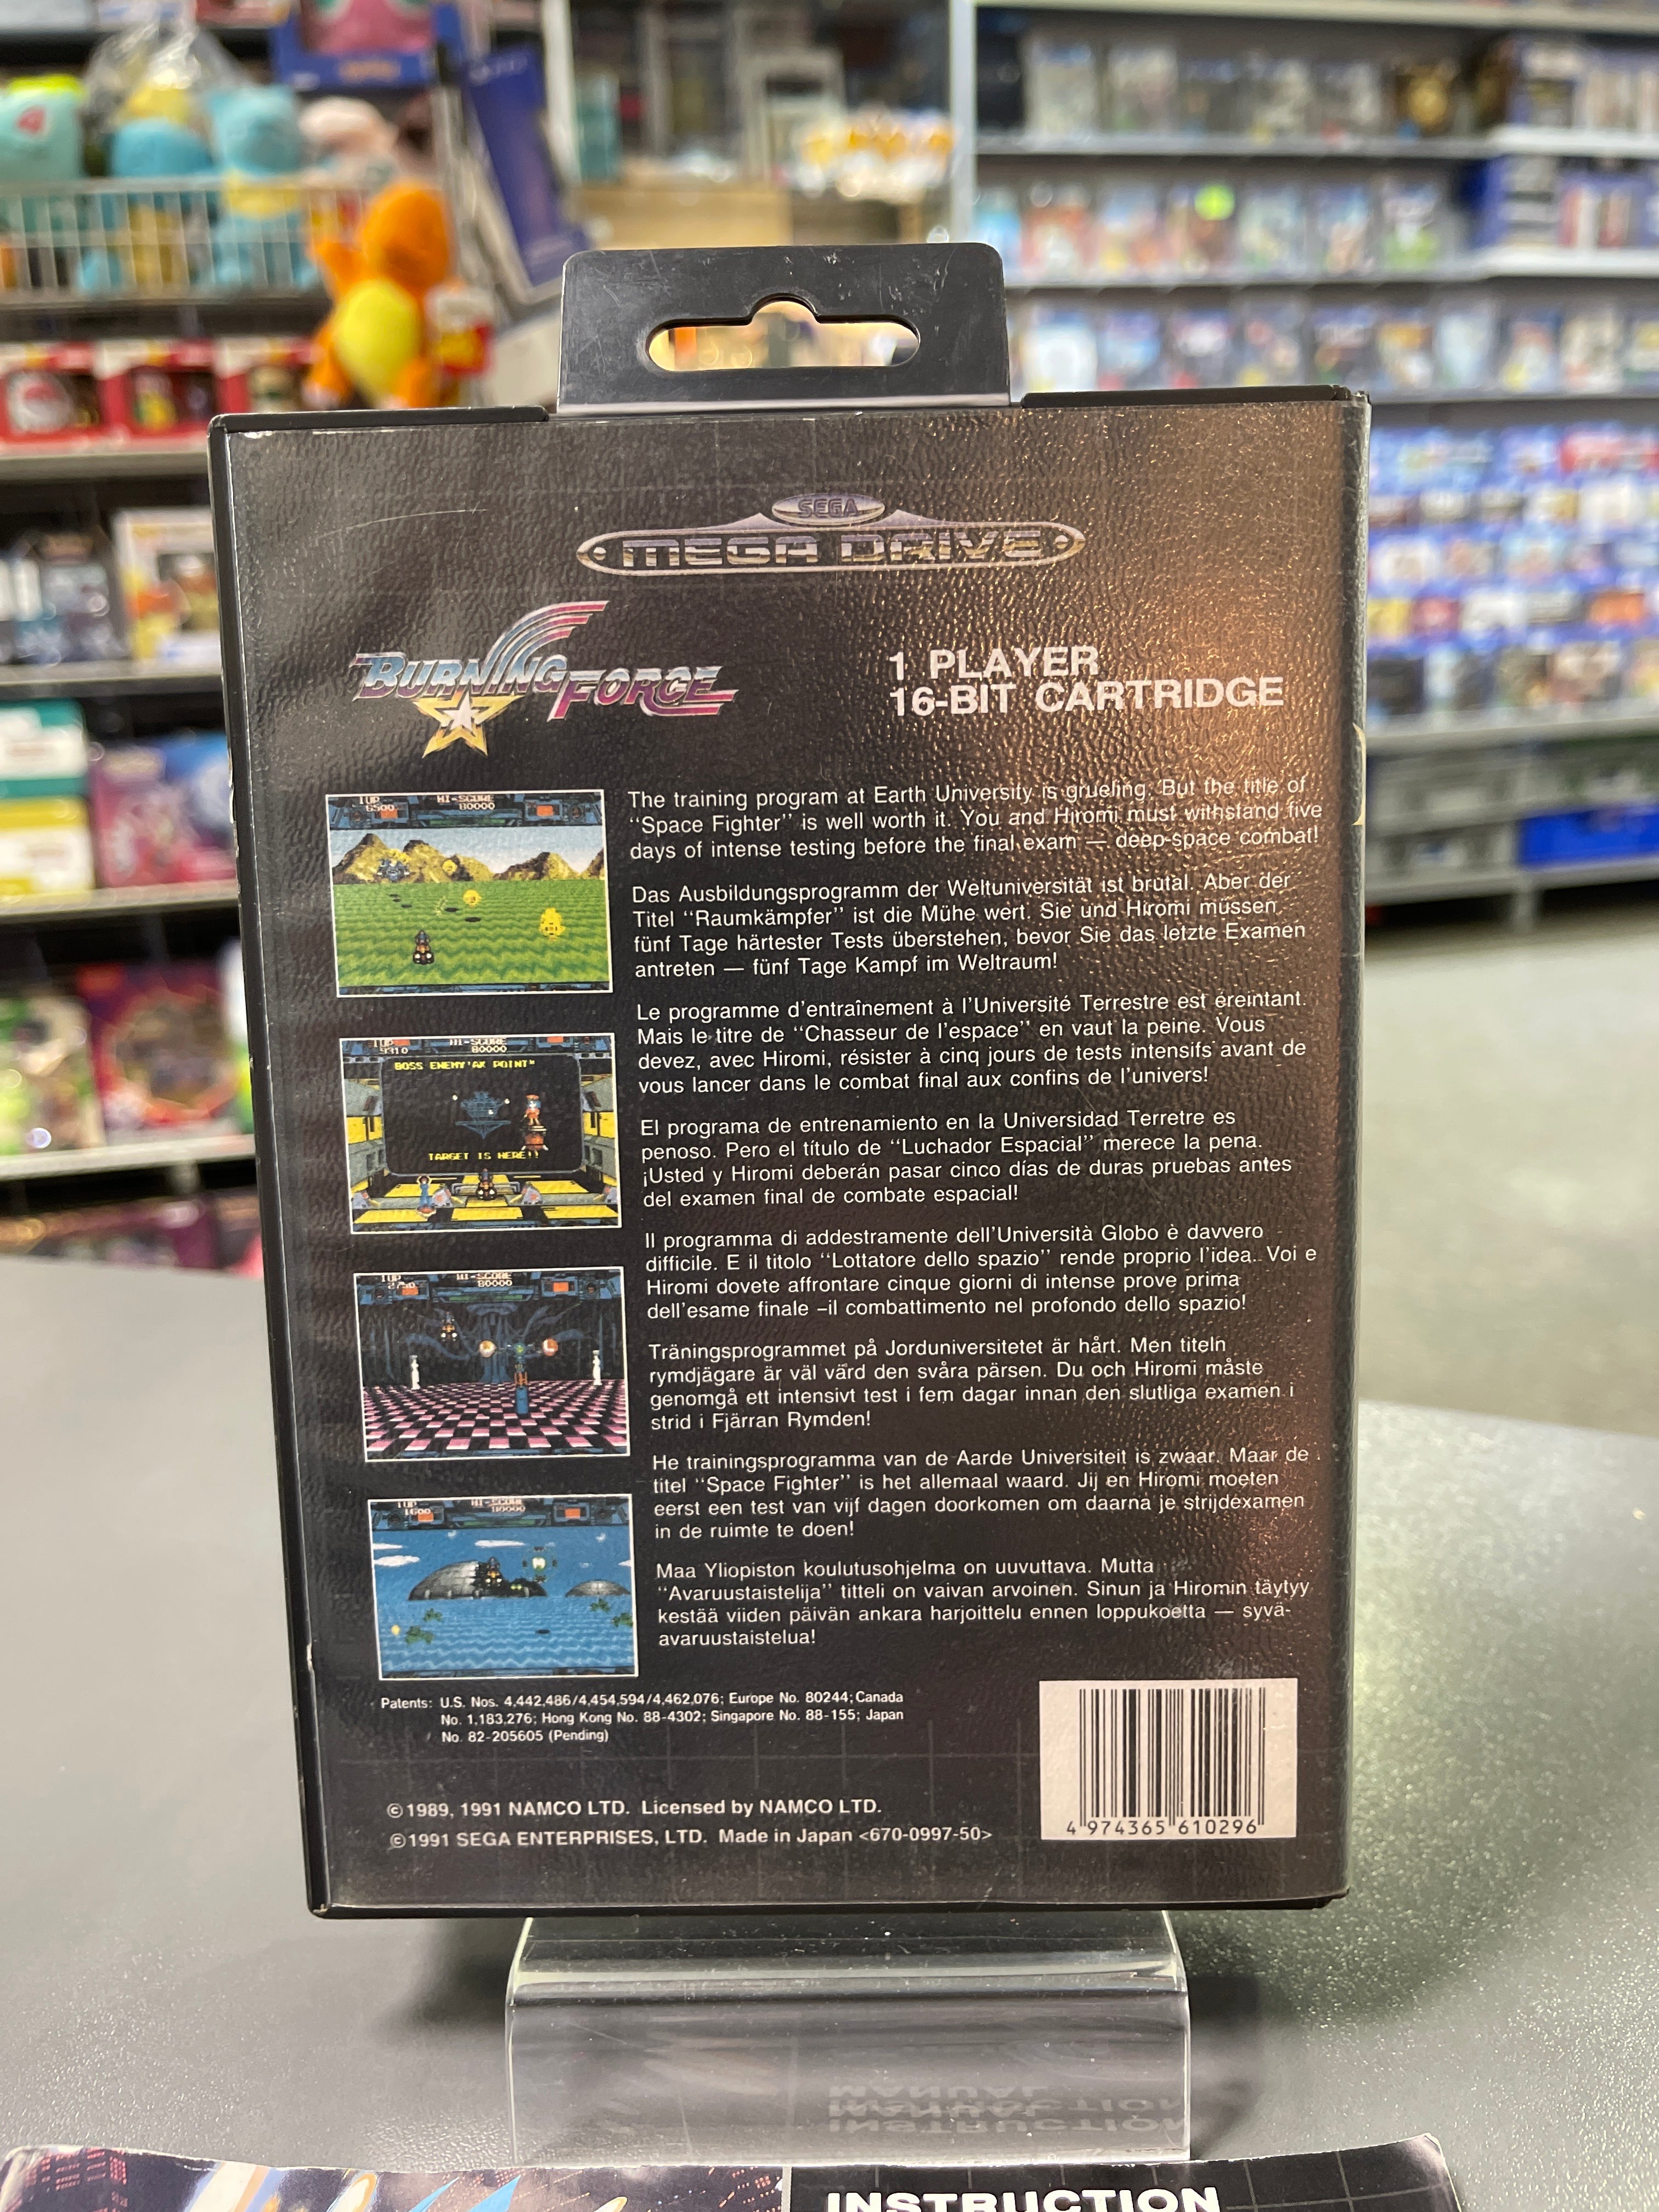 SEGA
MEGA DRIVE
BURNING FORCE
1 PLAYER
16-BIT CARTRIDGE
1UP HI-SCORE
6500 80000
The training program at Earth University is grueling. But the title of
“Space Fighter” is well worth it. You and Hiromi must withstand five
days of intense testing before the final exam — deep-space combat!
Das Ausbildungsprogramm der Weltuniversität ist brutal. Aber der
Titel “Raumkämpfer” ist die Mühe wert. Sie und Hiromi müssen
fünf Tage härtester Tests überstehen, bevor Sie das letzte Examen
antreten — fünf Tage Kampf im Weltraum!
Le programme d’entraînement à l’Université Terrestre est éreintant.
Mais le titre de “Chasseur de l’espace” en vaut la peine. Vous
devez, avec Hiromi, résister à cinq jours de tests intensifs avant de
vous lancer dans le combat final aux confins de l’univers!
1UP HI-SCORE
9310 80000
TARGET IS HERE!!
El programa de entrenamiento en la Universidad Terretre es
penoso. Pero el título de “Luchador Espacial” merece la pena.
¡Usted y Hiromi deberán pasar cinco días de duras pruebas antes
del examen final de combate espacial!
Il programma di addestramente dell’Università Globo è davvero
difficile. E il titolo “Lottatore dello spazio” rende proprio l’idea. Voi e
Hiromi dovete affrontare cinque giorni di intense prove prima
dell’esame finale –il combattimento nel profondo dello spazio!
1UP HI-SCORE
80000
Träningsprogrammet på Jorduniversitetet är hårt. Men titeln
rymdjägare är väl värd den svåra pärsen. Du och Hiromi måste
genomgå ett intensivt test i fem dagar innan den slutliga examen i
strid i Fjärran Rymden!
He trainingsprogramma van de Aarde Universiteit is zwaar. Maar de
titel “Space Fighter” is het allemaal waard. Jij en Hiromi moeten
eerst een test van vijf dagen doorkomen om daarna je strijdexamen
in de ruimte te doen!
1UP HI-SCORE
1600 80000
Maa Yliopiston koulutusohjelma on uuvuttava. Mutta
“Avaruustaistelija” titteli on vaivan arvoinen. Sinun ja Hiromin täytyy
kestää viiden päivän ankara harjoittelu ennen loppukoetta — syvä-
avaruustaistelua!
Patents: U.S. Nos. 4,442,486/4,454,594/4,462,076; Europe No. 80244; Canada
No. 1,183,276; Hong Kong No. 88-4302; Singapore No. 88-155; Japan
No. 82-205605 (Pending)
©1989, 1991 NAMCO LTD. Licensed by NAMCO LTD.
©1991 SEGA ENTERPRISES, LTD. Made in Japan <670-0997-50>
4 974365 610296
INSTRUCTION